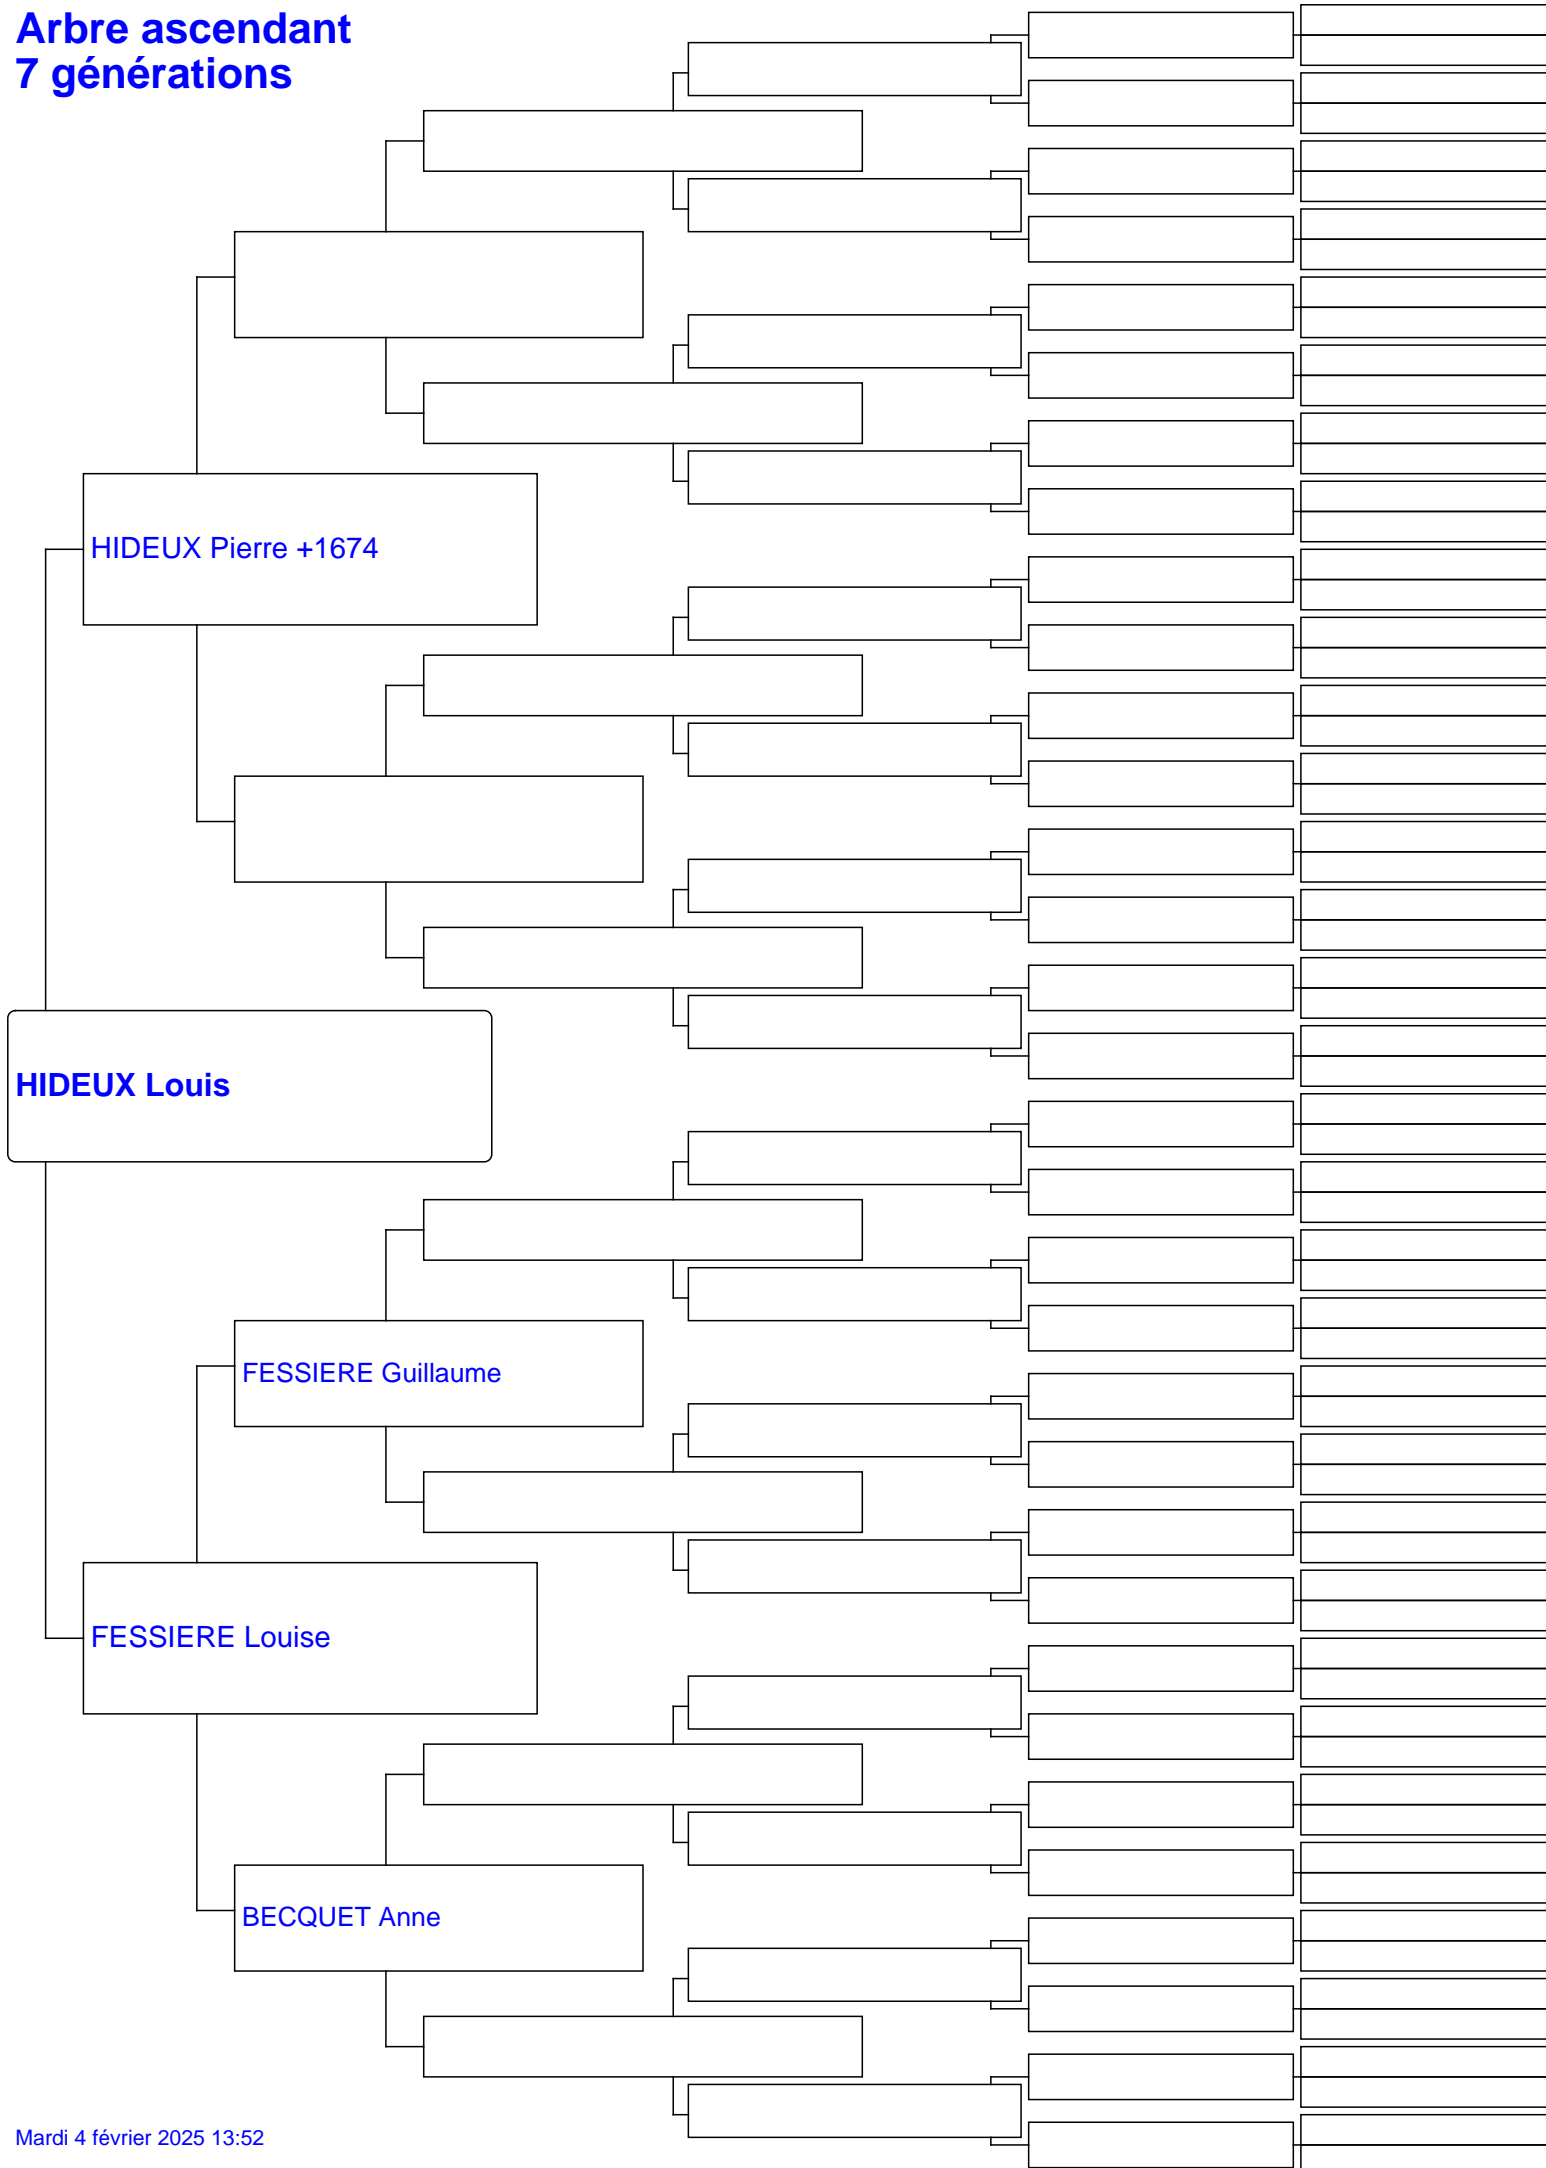 Arbre ascendant
7 générations
HIDEUX Pierre +1674
HIDEUX Louis
FESSIERE Guillaume
FESSIERE Louise
BECQUET Anne
Mardi 4 février 2025 13:52